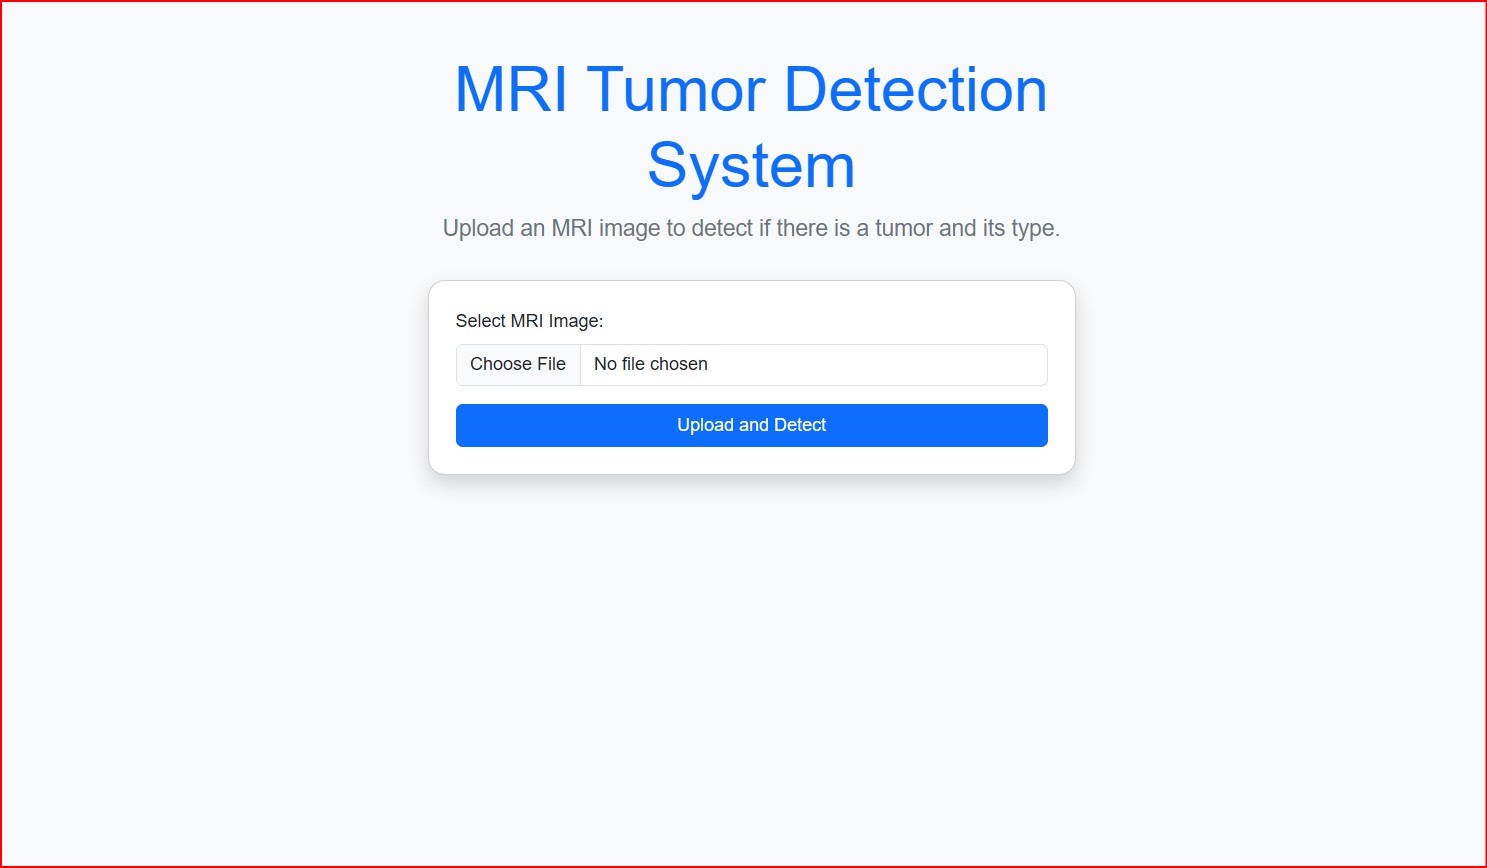 MRI Tumor Detection
System
Upload an MRI image to detect if there is a tumor and its type.
Select MRI Image:
Choose File No file chosen
Upload and Detect